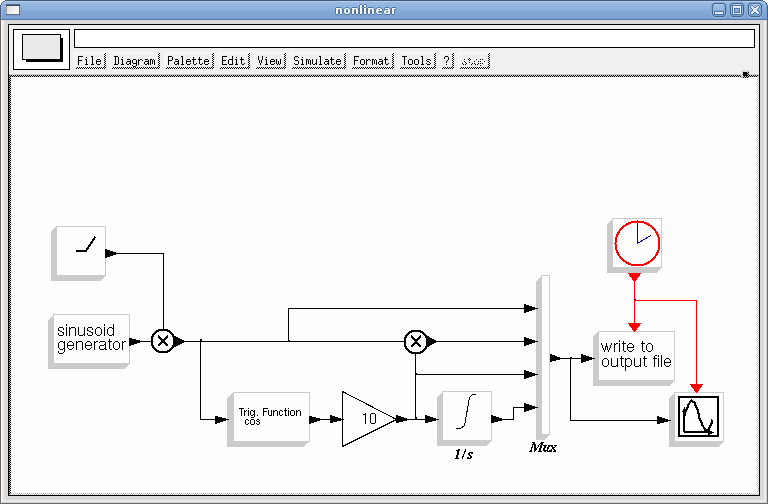 nonlinear
File Diagram Palette Edit View Simulate Format Tools ? stop
sinusoid
generator
write to
output file
Trig. Function
cos
10
1/s
Mux